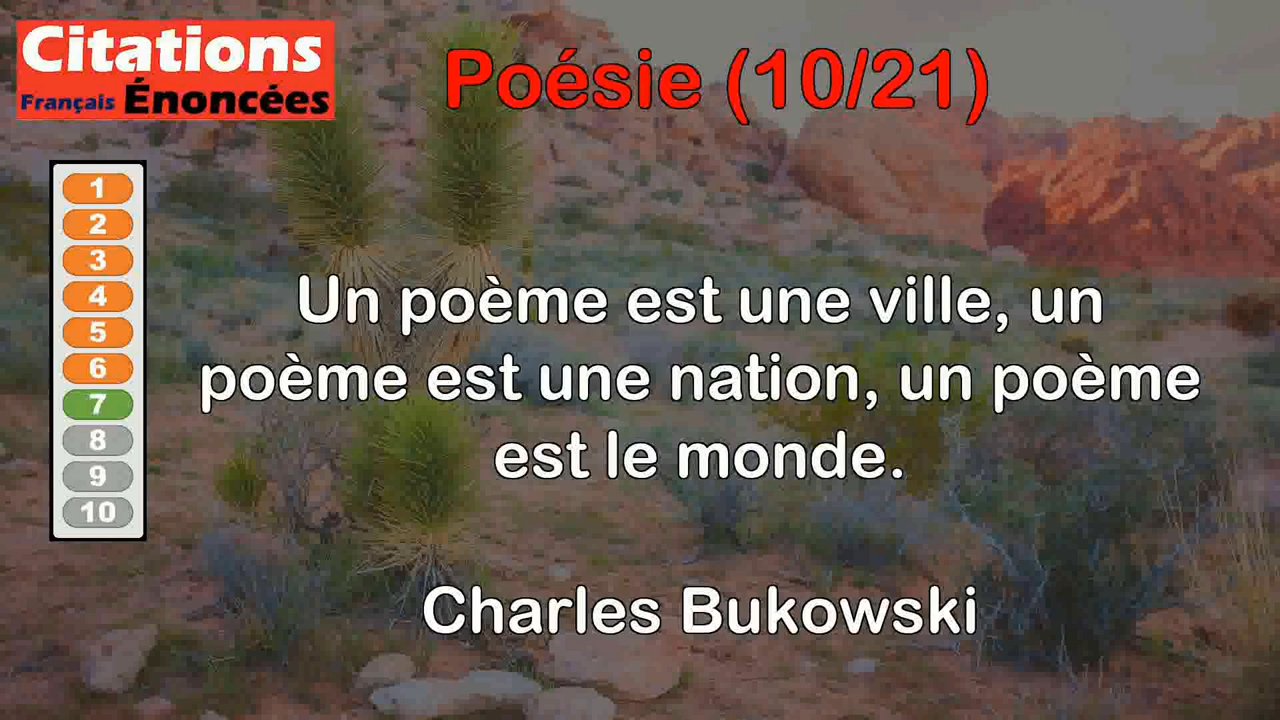 Citations
Français Énoncées
Poésie (10/21)
1
2
3
4
5
6
7
8
9
10
Un poème est une ville, un
poème est une nation, un poème
est le monde.
Charles Bukowski